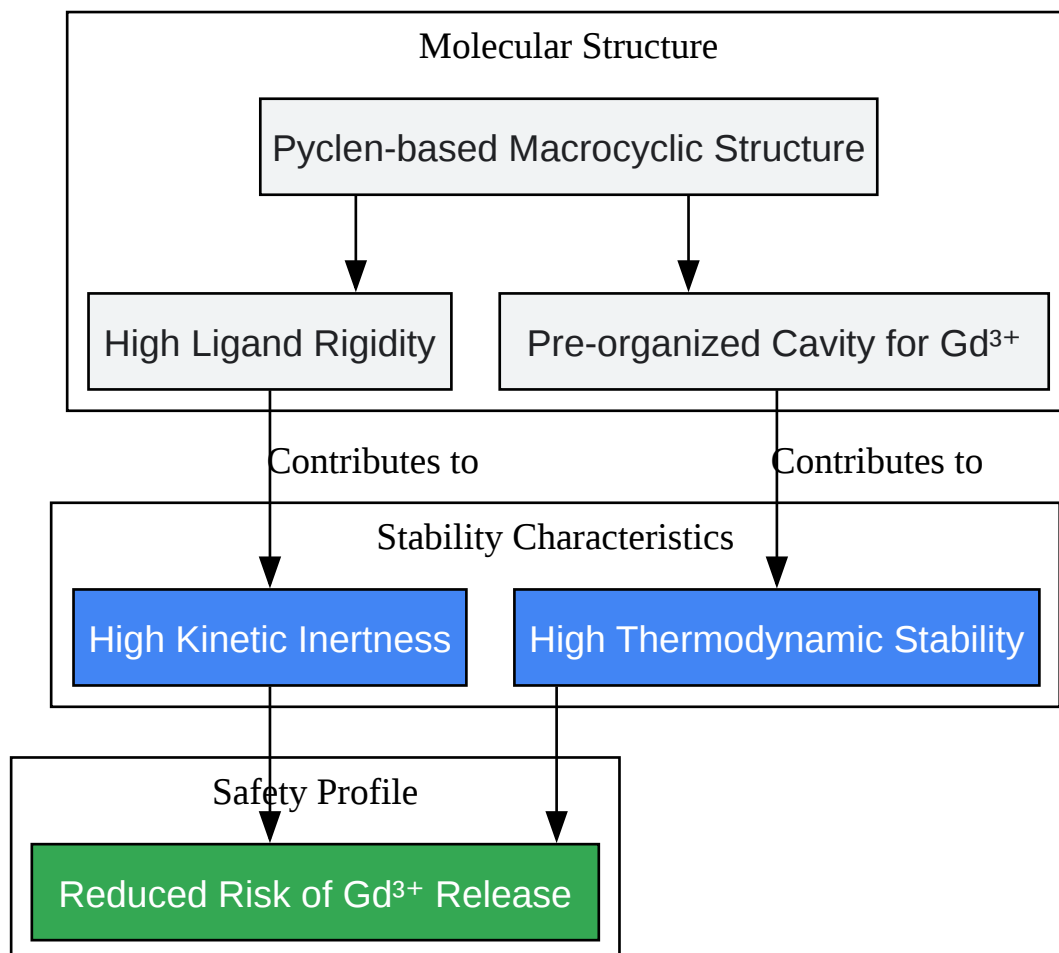 Molecular Structure
Pyclen-based Macrocyclic Structure
High Ligand Rigidity
Pre-organized Cavity for Gd³⁺
Contributes to
Contributes to
Stability Characteristics
High Kinetic Inertness
High Thermodynamic Stability
Safety Profile
Reduced Risk of Gd³⁺ Release